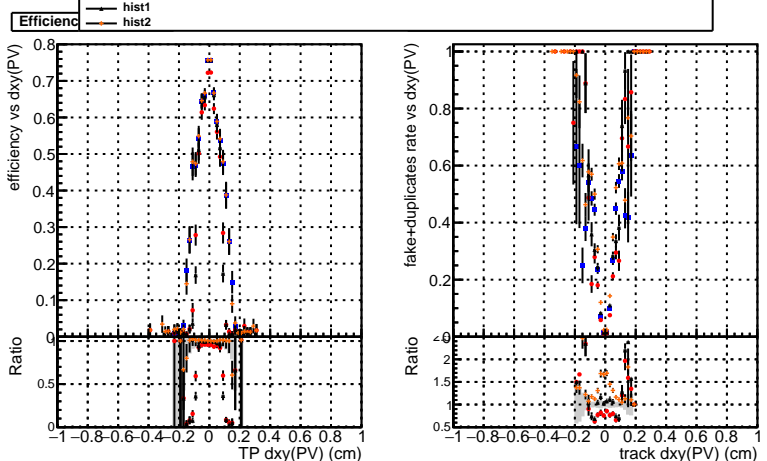 hist1
Efficienc
hist2
efficiency vs dxy(PV)
0.8
0.7
0.6
0.5
0.4
0.3
0.2
0.1
0
Ratio
1
0.5
0
−1 −0.8 −0.6 −0.4 −0.2 0 0.2 0.4 0.6 0.8 1
TP dxy(PV) (cm)
fake+duplicates rate vs dxy(PV)
1
0.8
0.6
0.4
0.2
0
Ratio
2
1.5
1
0.5
−1 −0.8 −0.6 −0.4 −0.2 0 0.2 0.4 0.6 0.8 1
track dxy(PV) (cm)